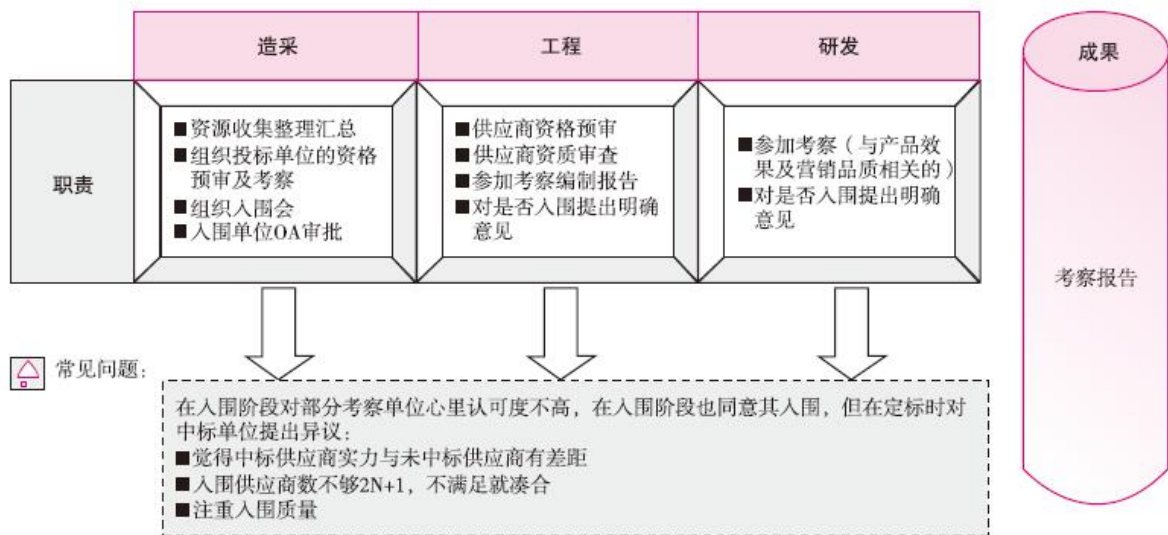 造采
工程
研发
成果
职责
■资源收集整理汇总
■组织投标单位的资格
预审及考察
■组织入围会
■入围单位OA审批
■供应商资格预审
■供应商资质审查
■参加考察编制报告
■对是否入围提出明确
意见
■参加考察（与产品效
果及营销品质相关的）
■对是否入围提出明确
意见
考察报告
常见问题：
在入围阶段对部分考察单位心里认可度不高，在入围阶段也同意其入围，但在定标时对
中标单位提出异议：
■觉得中标供应商实力与未中标供应商有差距
■入围供应商数不够2N+1，不满足就凑合
■注重入围质量